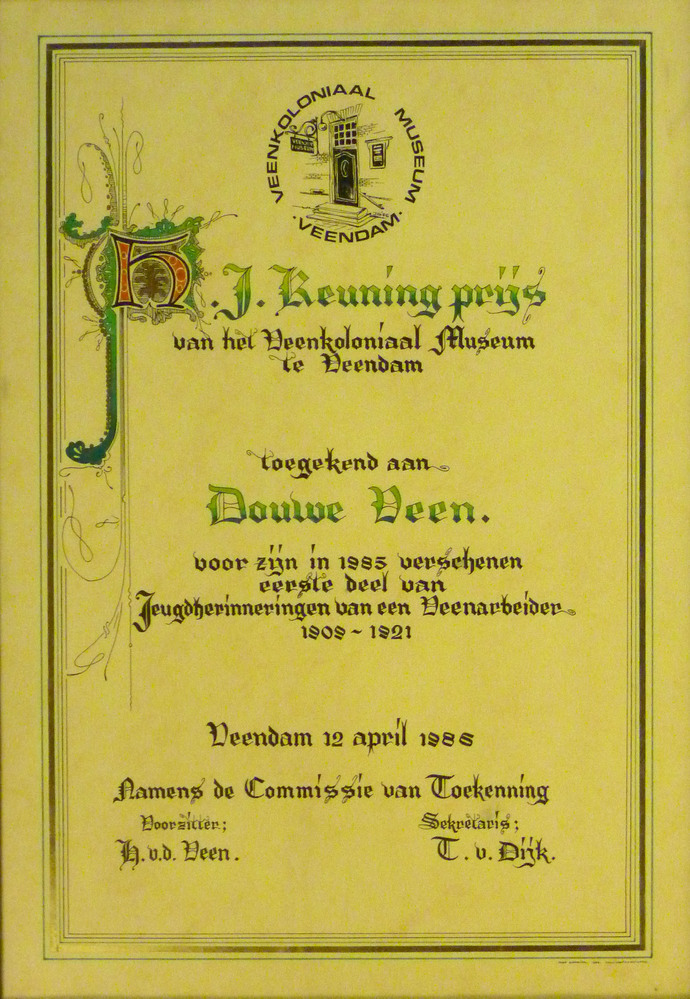 VEENKOLONIAAL MUSEUM
· VEENDAM ·
H. J. Keuning prijs
van het Veenkoloniaal Museum
te Veendam
toegekend aan
Douwe Veen.
voor zijn in 1985 verschenen
eerste deel van
Jeugdherinneringen van een Veenarbeider
1909 ~ 1921
Veendam 12 april 1986
Namens de Commissie van Toekenning
Voorzitter; Sekretaris;
H. v.d. Veen. T. v. Dijk.